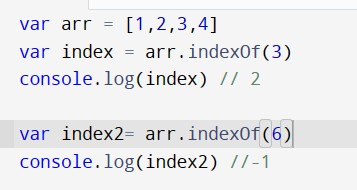 var arr = [1,2,3,4]
var index = arr.indexOf(3)
console.log(index) // 2
var index2= arr.indexOf(6)
console.log(index2) //-1